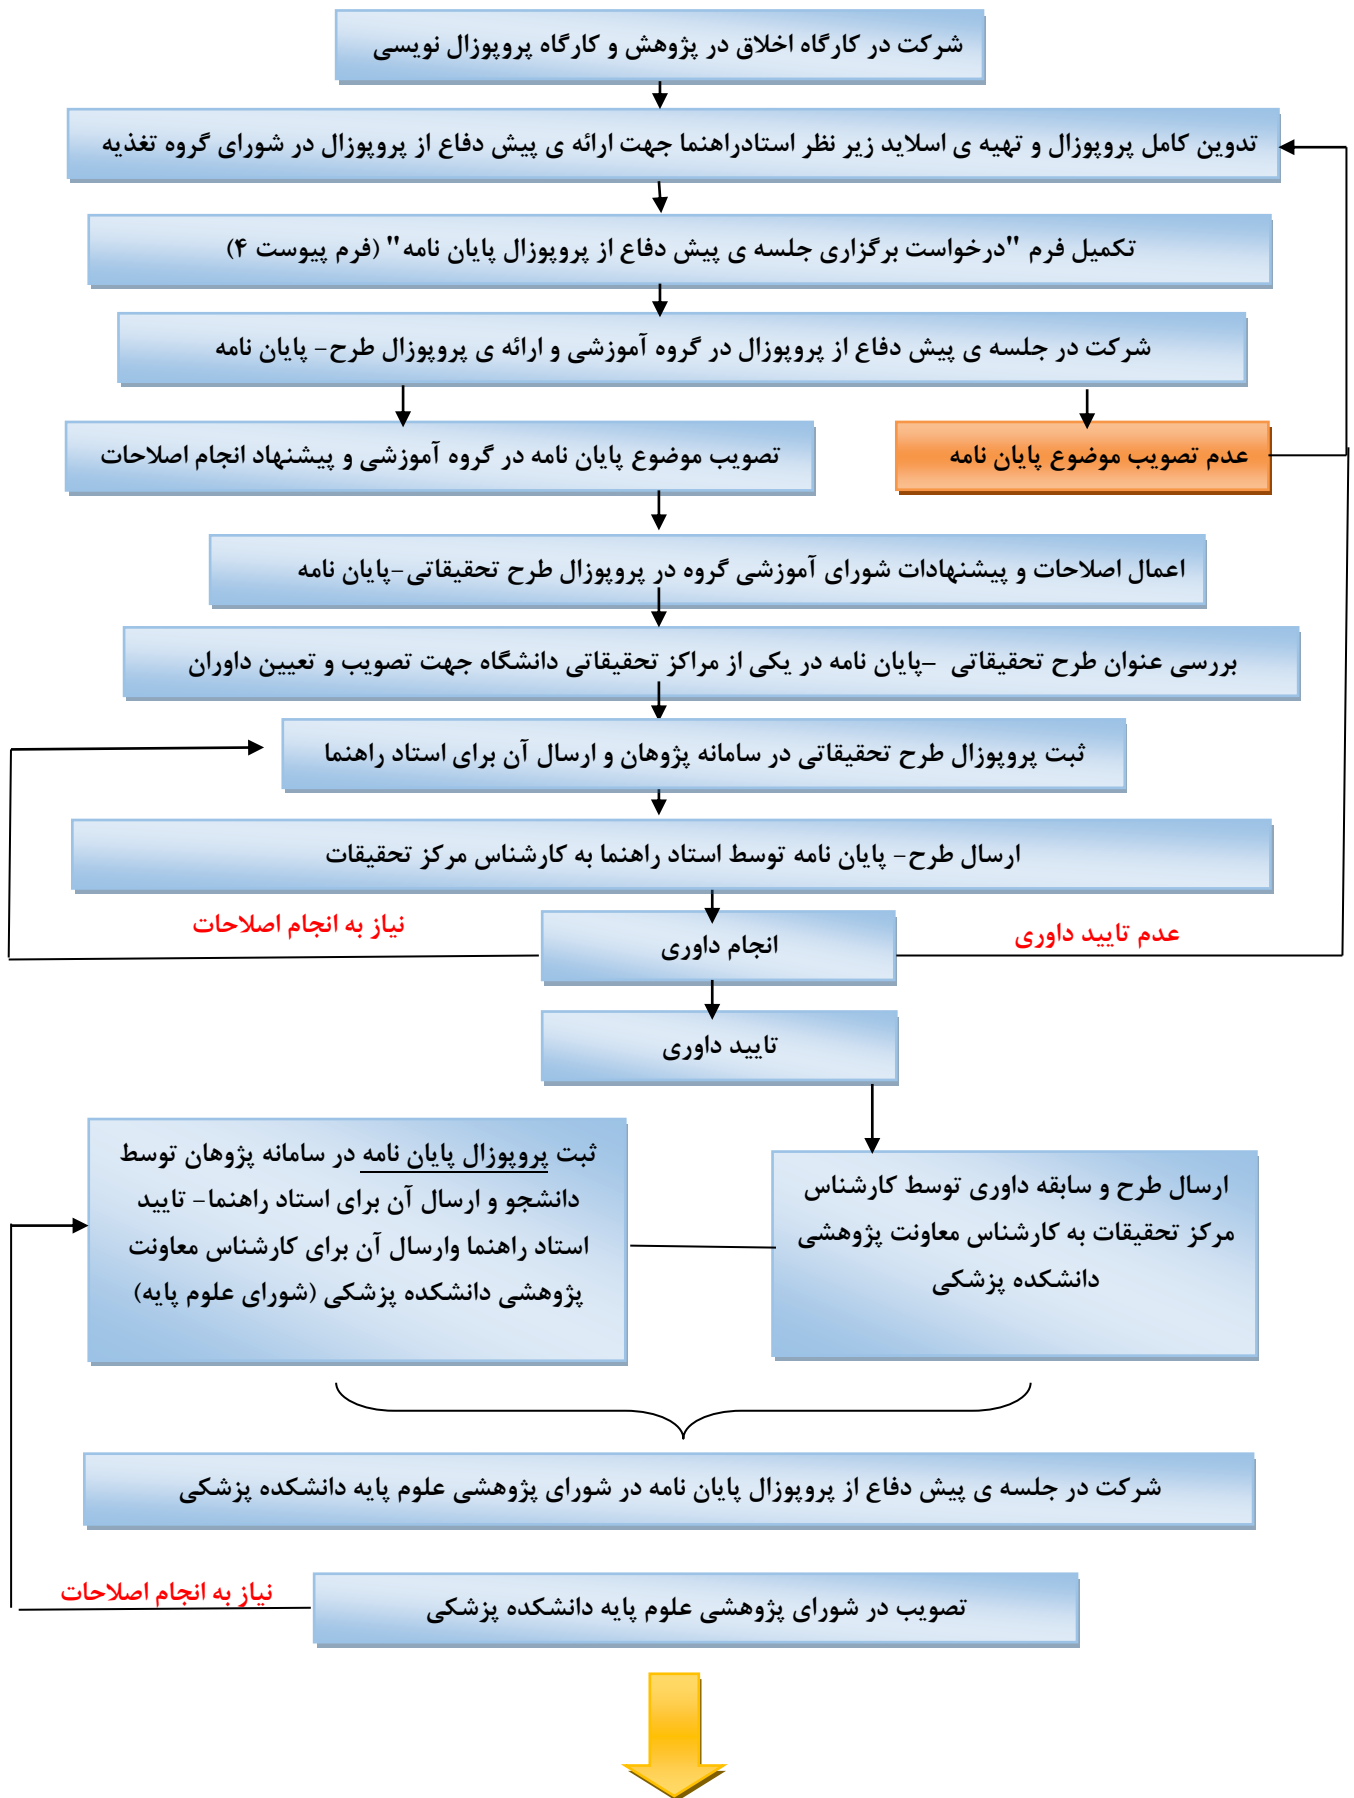 شرکت در کارگاه اخلاق در پژوهش و کارگاه پروپوزال نویسی
تدوین کامل پروپوزال و تهیه ی اسلاید زیر نظر استادراهنما جهت ارائه ی پیش دفاع از پروپوزال در شورای گروه تغذیه
تکمیل فرم "درخواست برگزاری جلسه ی پیش دفاع از پروپوزال پایان نامه" (فرم پیوست ۴)
شرکت در جلسه ی پیش دفاع از پروپوزال در گروه آموزشی و ارائه ی پروپوزال طرح- پایان نامه
عدم تصویب موضوع پایان نامه
تصویب موضوع پایان نامه در گروه آموزشی و پیشنهاد انجام اصلاحات
اعمال اصلاحات و پیشنهادات شورای آموزشی گروه در پروپوزال طرح تحقیقاتی-پایان نامه
بررسی عنوان طرح تحقیقاتی -پایان نامه در یکی از مراکز تحقیقاتی دانشگاه جهت تصویب و تعیین داوران
ثبت پروپوزال طرح تحقیقاتی در سامانه پژوهان و ارسال آن برای استاد راهنما
ارسال طرح- پایان نامه توسط استاد راهنما به کارشناس مرکز تحقیقات
عدم تایید داوری
انجام داوری
نیاز به انجام اصلاحات
تایید داوری
ارسال طرح و سابقه داوری توسط کارشناس
مرکز تحقیقات به کارشناس معاونت پژوهشی
دانشکده پزشکی
ثبت پروپوزال پایان نامه در سامانه پژوهان توسط
دانشجو و ارسال آن برای استاد راهنما- تایید
استاد راهنما وارسال آن برای کارشناس معاونت
پژوهشی دانشکده پزشکی (شورای علوم پایه)
شرکت در جلسه ی پیش دفاع از پروپوزال پایان نامه در شورای پژوهشی علوم پایه دانشکده پزشکی
تصویب در شورای پژوهشی علوم پایه دانشکده پزشکی
نیاز به انجام اصلاحات